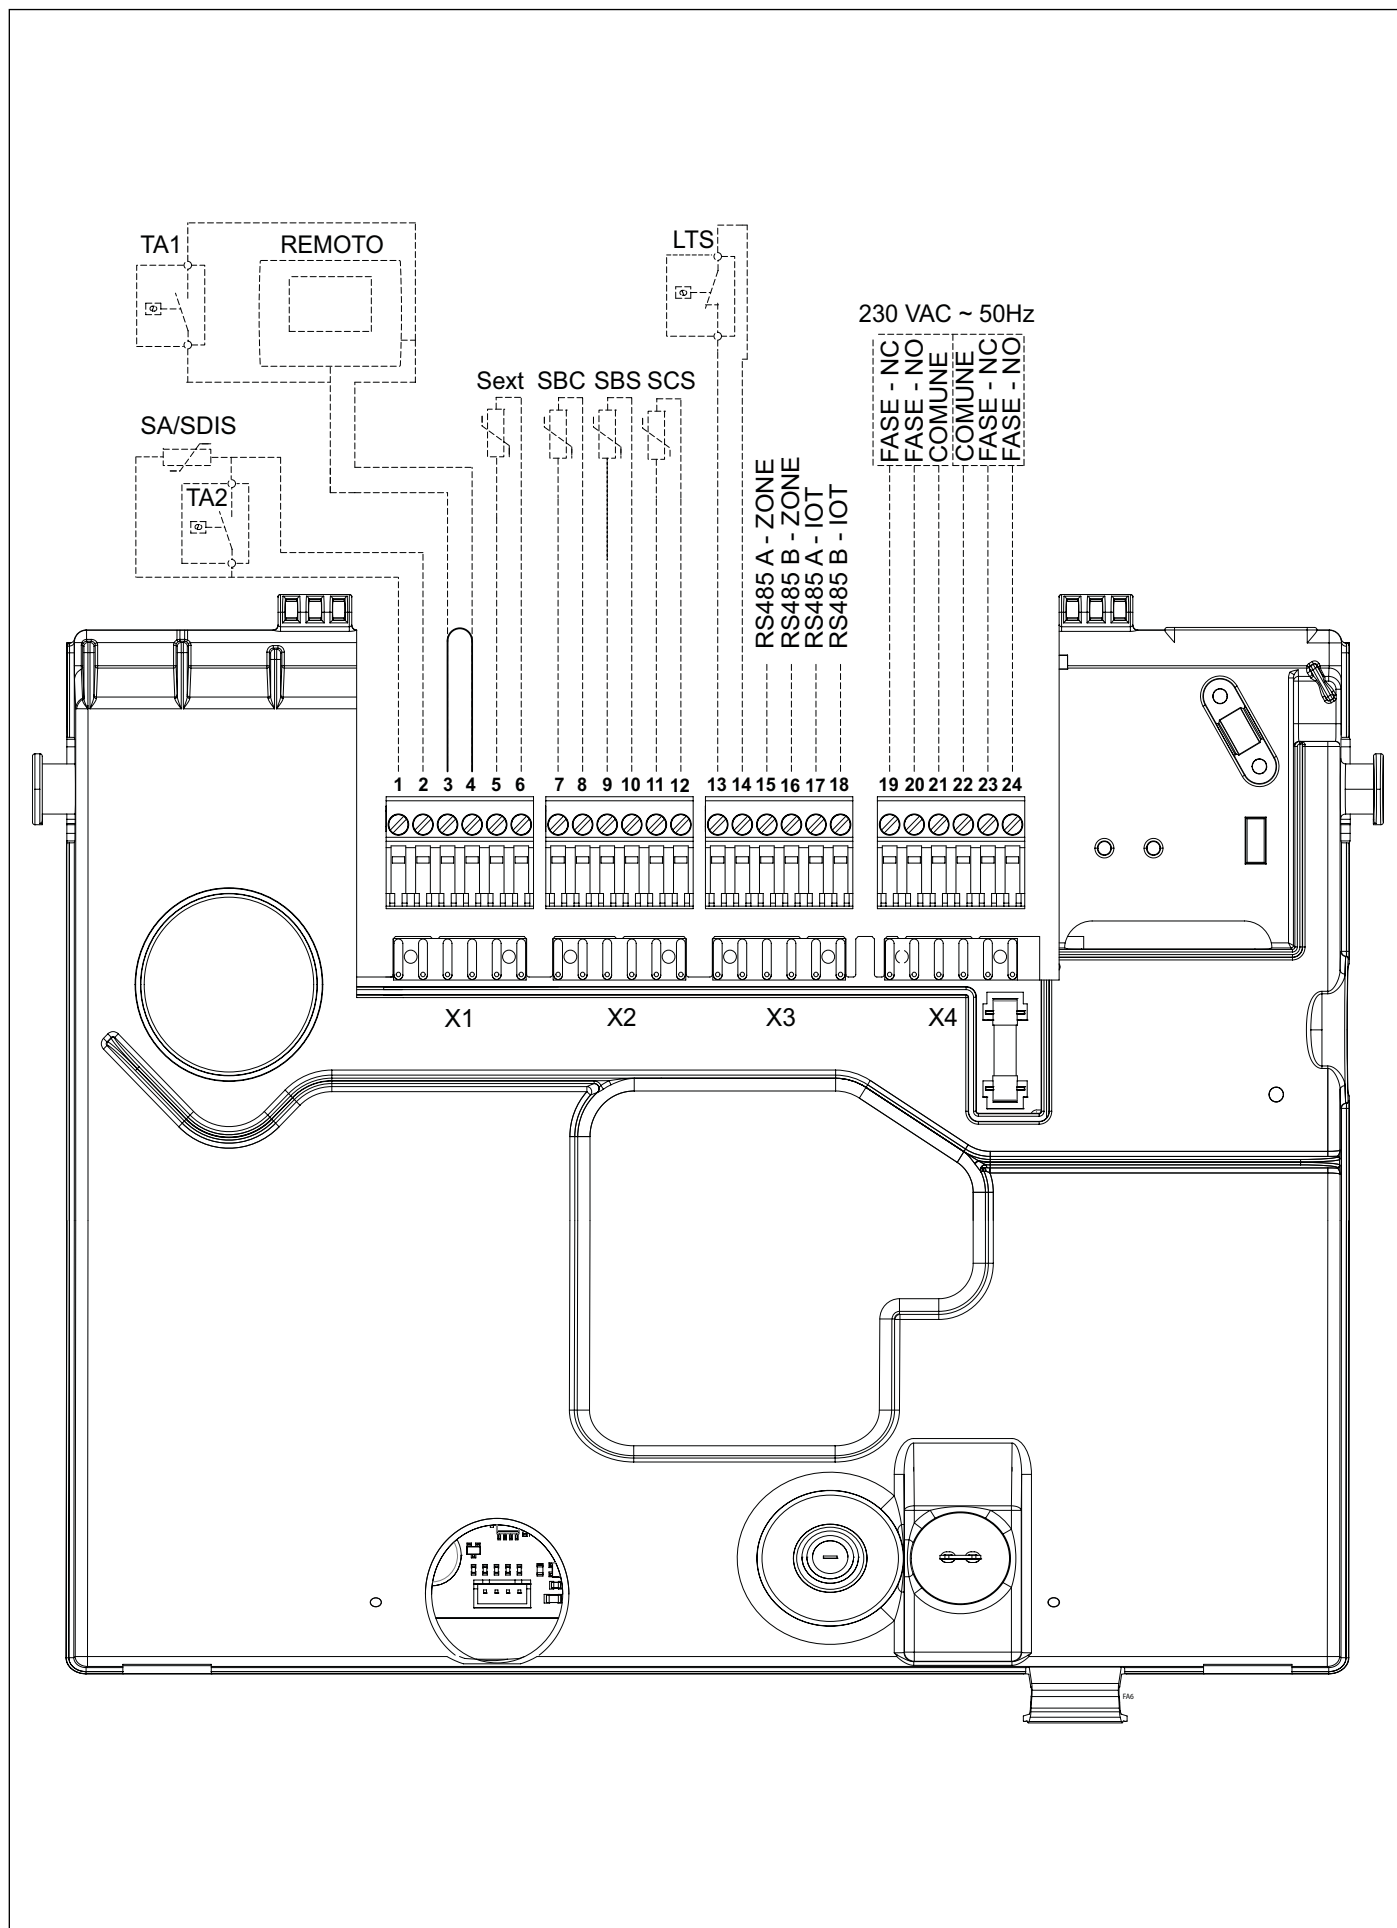 TA1
REMOTO
LTS
230 VAC ~ 50Hz
FASE - NC
FASE - NO
COMUNE
COMUNE
FASE - NC
FASE - NO
Sext
SBC
SBS
SCS
SA/SDIS
TA2
RS485 A - ZONE
RS485 B - ZONE
RS485 A - IOT
RS485 B - IOT
1 2 3 4 5 6 7 8 9 10 11 12 13 14 15 16 17 18 19 20 21 22 23 24
X1 X2 X3 X4
FA6